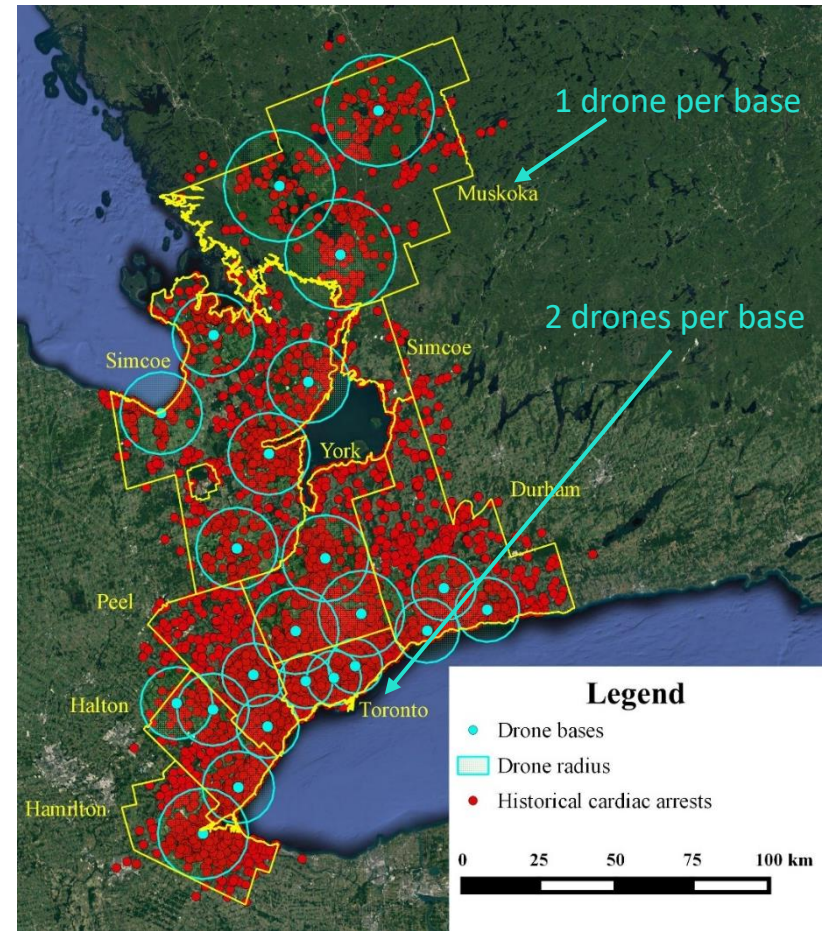 1 drone per base
Muskoka
2 drones per base
Simcoe
Simcoe
York
Durham
Peel
Halton
Toronto
Hamilton
Legend
Drone bases
Drone radius
Historical cardiac arrests
0 25 50 75 100 km